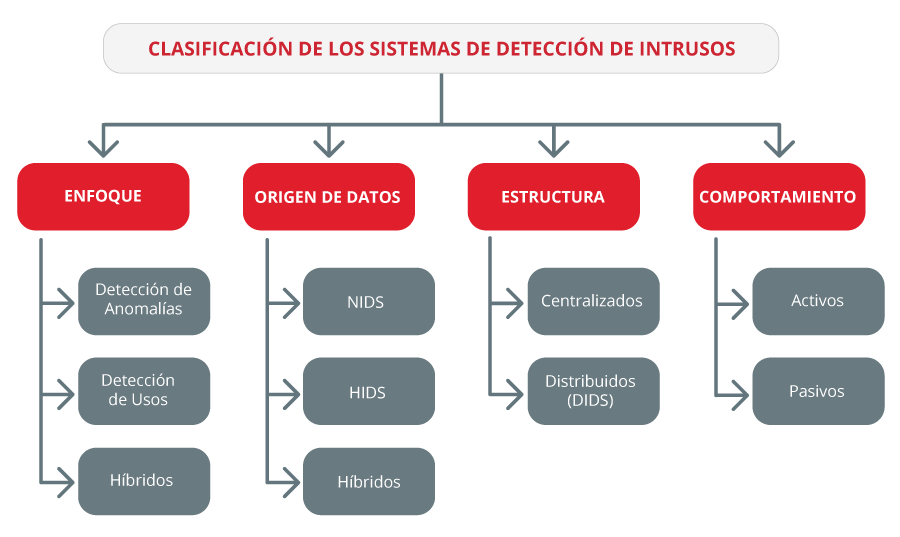 CLASIFICACIÓN DE LOS SISTEMAS DE DETECCIÓN DE INTRUSOS
ENFOQUE
Detección de
Anomalías
Detección
de Usos
Híbridos
ORIGEN DE DATOS
NIDS
HIDS
Híbridos
ESTRUCTURA
Centralizados
Distribuidos
(DIDS)
COMPORTAMIENTO
Activos
Pasivos